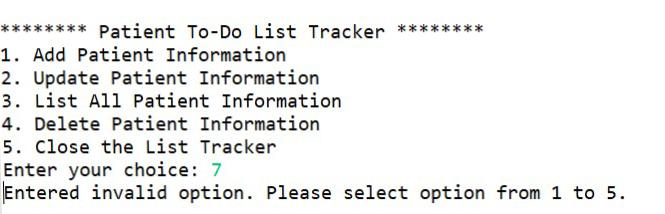 ******** Patient To-Do List Tracker ********
1. Add Patient Information
2. Update Patient Information
3. List All Patient Information
4. Delete Patient Information
5. Close the List Tracker
Enter your choice: 7
Entered invalid option. Please select option from 1 to 5.